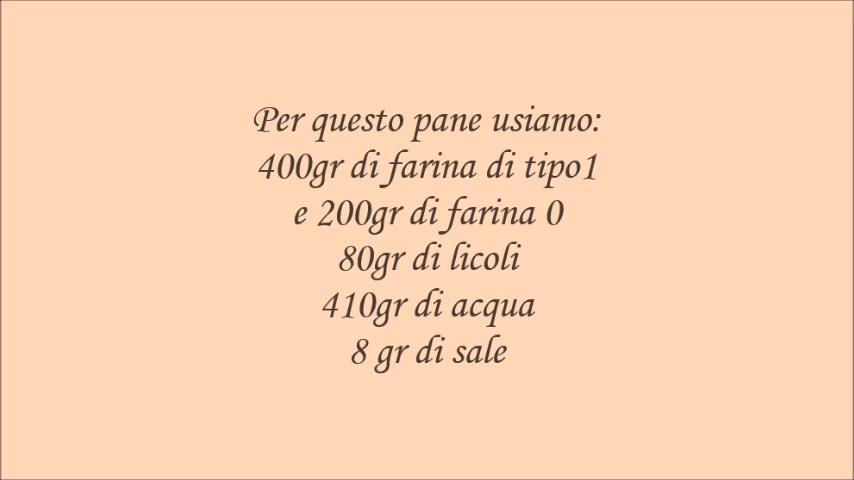 Per questo pane usiamo:
400gr di farina di tipo1
e 200gr di farina 0
80gr di licoli
410gr di acqua
8 gr di sale